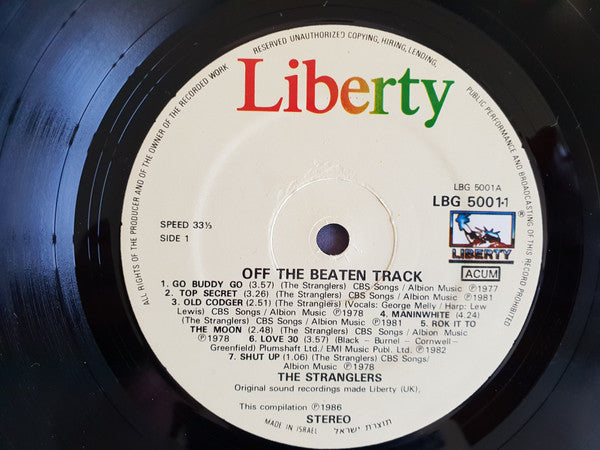 ALL RIGHTS OF THE PRODUCER AND OF THE OWNER OF THE RECORDED WORK RESERVED UNAUTHORIZED COPYING, HIRING, LENDING, PUBLIC PERFORMANCE AND BROADCASTING OF THIS RECORD PROHIBITED
Liberty
LBG 5001A
LBG 5001-1
SPEED 33⅓
SIDE 1
®
LIBERTY
ACUM
OFF THE BEATEN TRACK
1. GO BUDDY GO (3.57) (The Stranglers) CBS Songs / Albion Music ℗1977
2. TOP SECRET (3.26) (The Stranglers) CBS Songs / Albion Music ℗1981
3. OLD CODGER (2.51) (The Stranglers) (Vocals: George Melly / Harp: Lew
Lewis) CBS Songs / Albion Music ℗1978 4. MANINWHITE (4.24)
(The Stranglers) CBS Songs / Albion Music ℗1981 5. ROK IT TO
THE MOON (2.48) (The Stranglers) CBS Songs / Albion Music
℗1978 6. LOVE 30 (3.57) (Black – Burnel – Cornwell–
Greenfield) Plumshaft Ltd./ EMI Music Publ. Ltd. ℗1982
7. SHUT UP (1.06) (The Stranglers) CBS Songs/
Albion Music ℗1978
THE STRANGLERS
Original sound recordings made Liberty (UK),
This compilation ℗1986
STEREO
MADE IN ISRAEL תוצרת ישראל